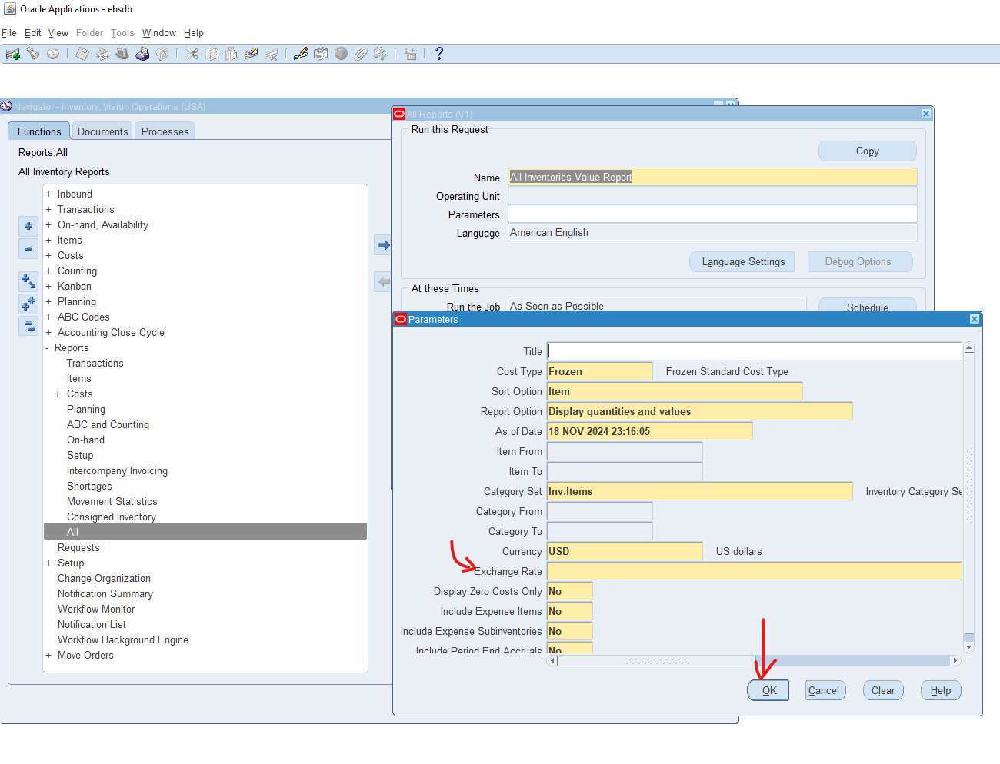 Oracle Applications - ebsdb
File Edit View Folder Tools Window Help
Navigator - Inventory, Vision Operations (USA)
Functions Documents Processes
Reports:All
All Inventory Reports
+ Inbound
+ Transactions
+ On-hand, Availability
+ Items
+ Costs
+ Counting
+ Kanban
+ Planning
+ ABC Codes
+ Accounting Close Cycle
- Reports
Transactions
Items
+ Costs
Planning
ABC and Counting
On-hand
Setup
Intercompany Invoicing
Shortages
Movement Statistics
Consigned Inventory
All
Requests
+ Setup
Change Organization
Notification Summary
Workflow Monitor
Notification List
Workflow Background Engine
+ Move Orders
All Reports (V1)
Run this Request
Copy
Name All Inventories Value Report
Operating Unit
Parameters
Language American English
Language Settings Debug Options
At these Times
Run the Job As Soon as Possible Schedule
Parameters
Title
Cost Type Frozen Frozen Standard Cost Type
Sort Option Item
Report Option Display quantities and values
As of Date 18-NOV-2024 23:16:05
Item From
Item To
Category Set Inv.Items Inventory Category Se
Category From
Category To
Currency USD US dollars
Exchange Rate
Display Zero Costs Only No
Include Expense Items No
Include Expense Subinventories No
Include Period End Accruals No
OK Cancel Clear Help